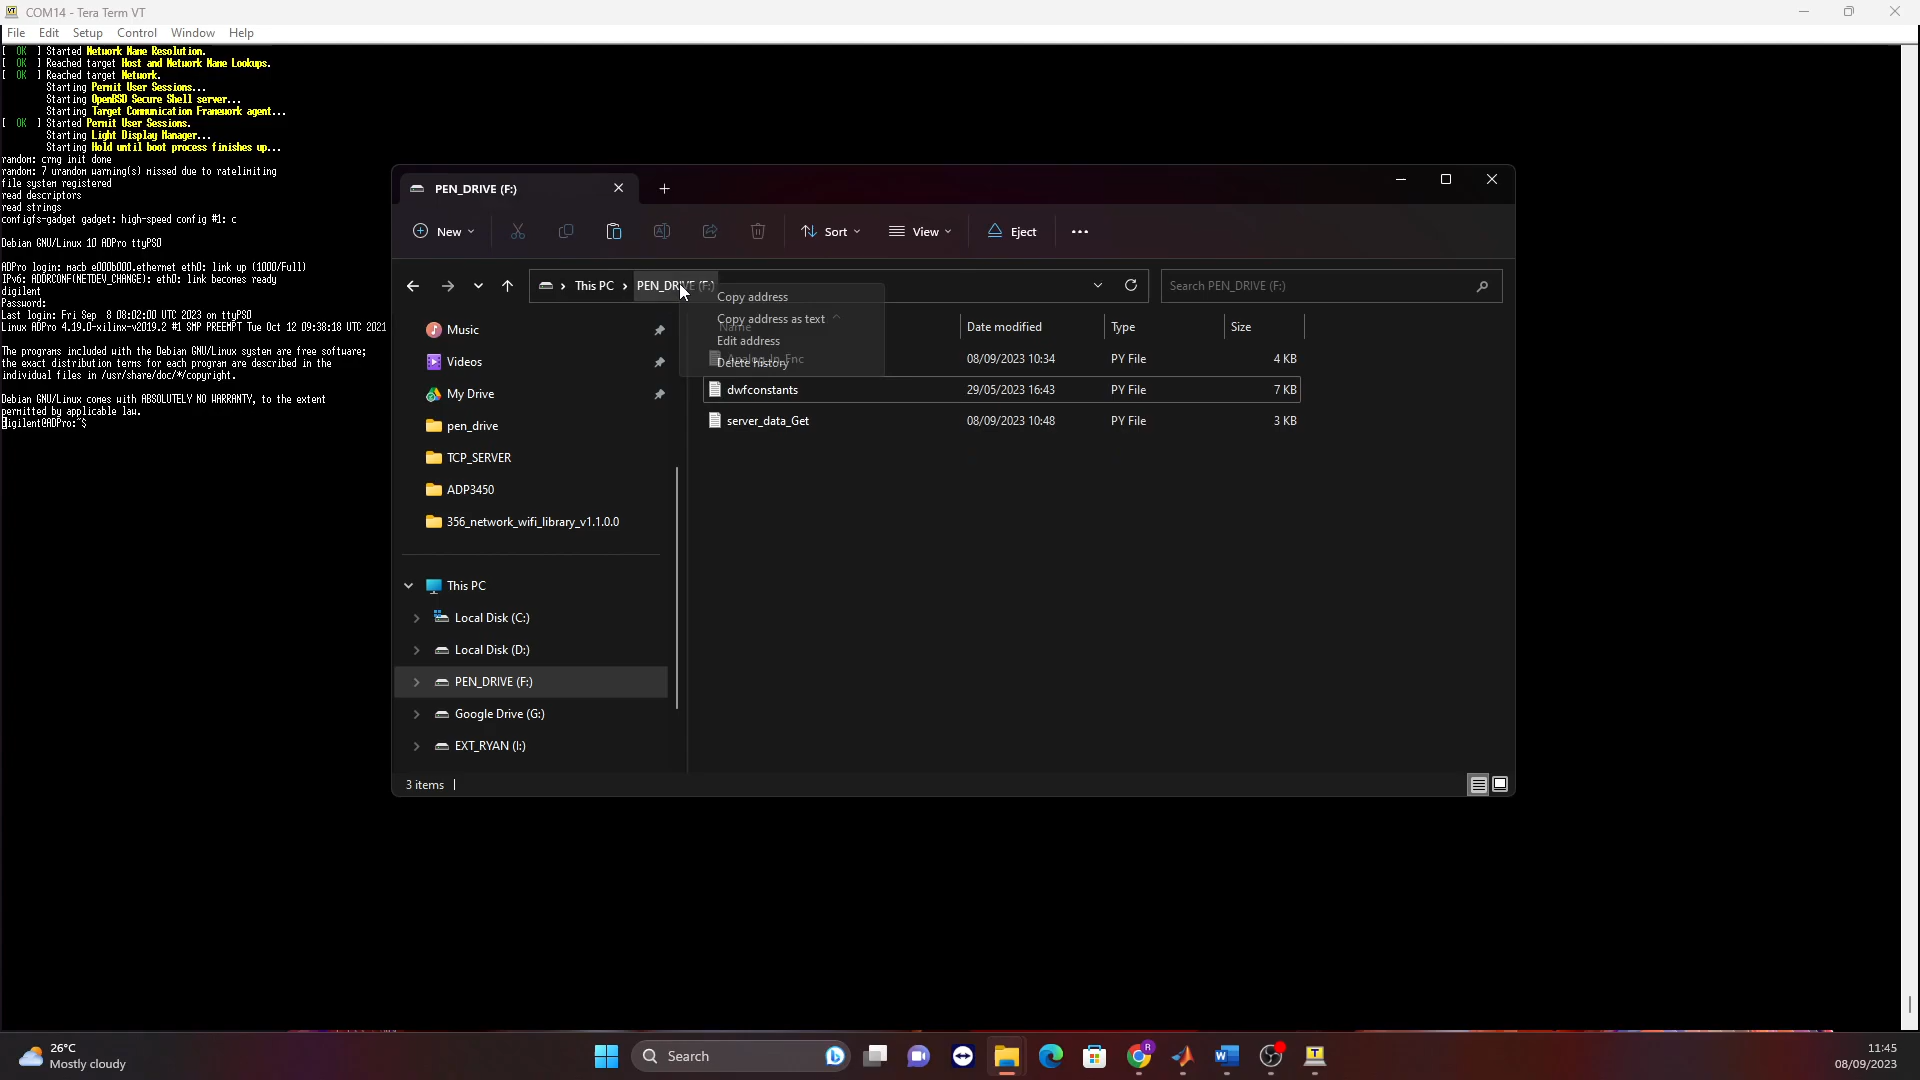 COM14 - Tera Term VT
File Edit Setup Control Window Help
[ OK ] Started Network Name Resolution.
[ OK ] Reached target Host and Network Name Lookups.
[ OK ] Reached target Network.
Starting Permit User Sessions...
Starting OpenBSD Secure Shell server...
Starting Target Communication Framework agent...
[ OK ] Started Permit User Sessions.
Starting Light Display Manager...
Starting Hold until boot process finishes up...
random: crng init done
random: 7 urandom warning(s) missed due to ratelimiting
file system registered
read descriptors
read strings
configfs-gadget gadget: high-speed config #1: c
Debian GNU/Linux 10 ADPro ttyPS0
ADPro login: macb e000b000.ethernet eth0: link up (1000/Full)
IPv6: ADDRCONF(NETDEV_CHANGE): eth0: link becomes ready
digilent
Password:
Last login: Fri Sep 8 08:02:00 UTC 2023 on ttyPS0
Linux ADPro 4.19.0-xilinx-v2019.2 #1 SMP PREEMPT Tue Oct 12 09:38:18 UTC 2021
The programs included with the Debian GNU/Linux system are free software;
the exact distribution terms for each program are described in the
individual files in /usr/share/doc/*/copyright.
Debian GNU/Linux comes with ABSOLUTELY NO WARRANTY, to the extent
permitted by applicable law.
digilent@ADPro:~$
PEN_DRIVE (F:)
New Sort View Eject
This PC PEN_DRIVE (F:) Search PEN_DRIVE (F:)
Copy address
Copy address as text
Edit address
Delete history
Name Date modified Type Size
Analog_In_Fnc 08/09/2023 10:34 PY File 4 KB
dwfconstants 29/05/2023 16:43 PY File 7 KB
server_data_Get 08/09/2023 10:48 PY File 3 KB
Music
Videos
My Drive
pen_drive
TCP_SERVER
ADP3450
356_network_wifi_library_v1.1.0.0
This PC
Local Disk (C:)
Local Disk (D:)
PEN_DRIVE (F:)
Google Drive (G:)
EXT_RYAN (I:)
3 items
26°C
Mostly cloudy
Search
11:45
08/09/2023